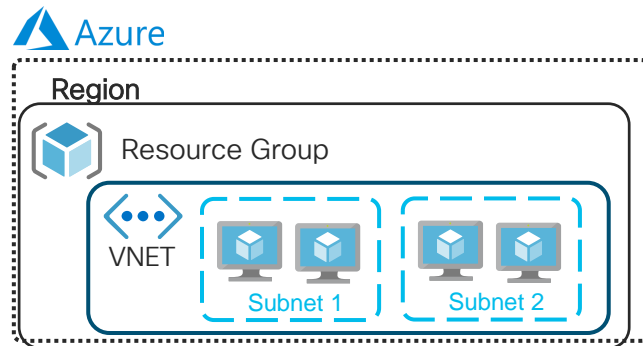 Azure
Region
Resource Group
VNET
Subnet 1
Subnet 2